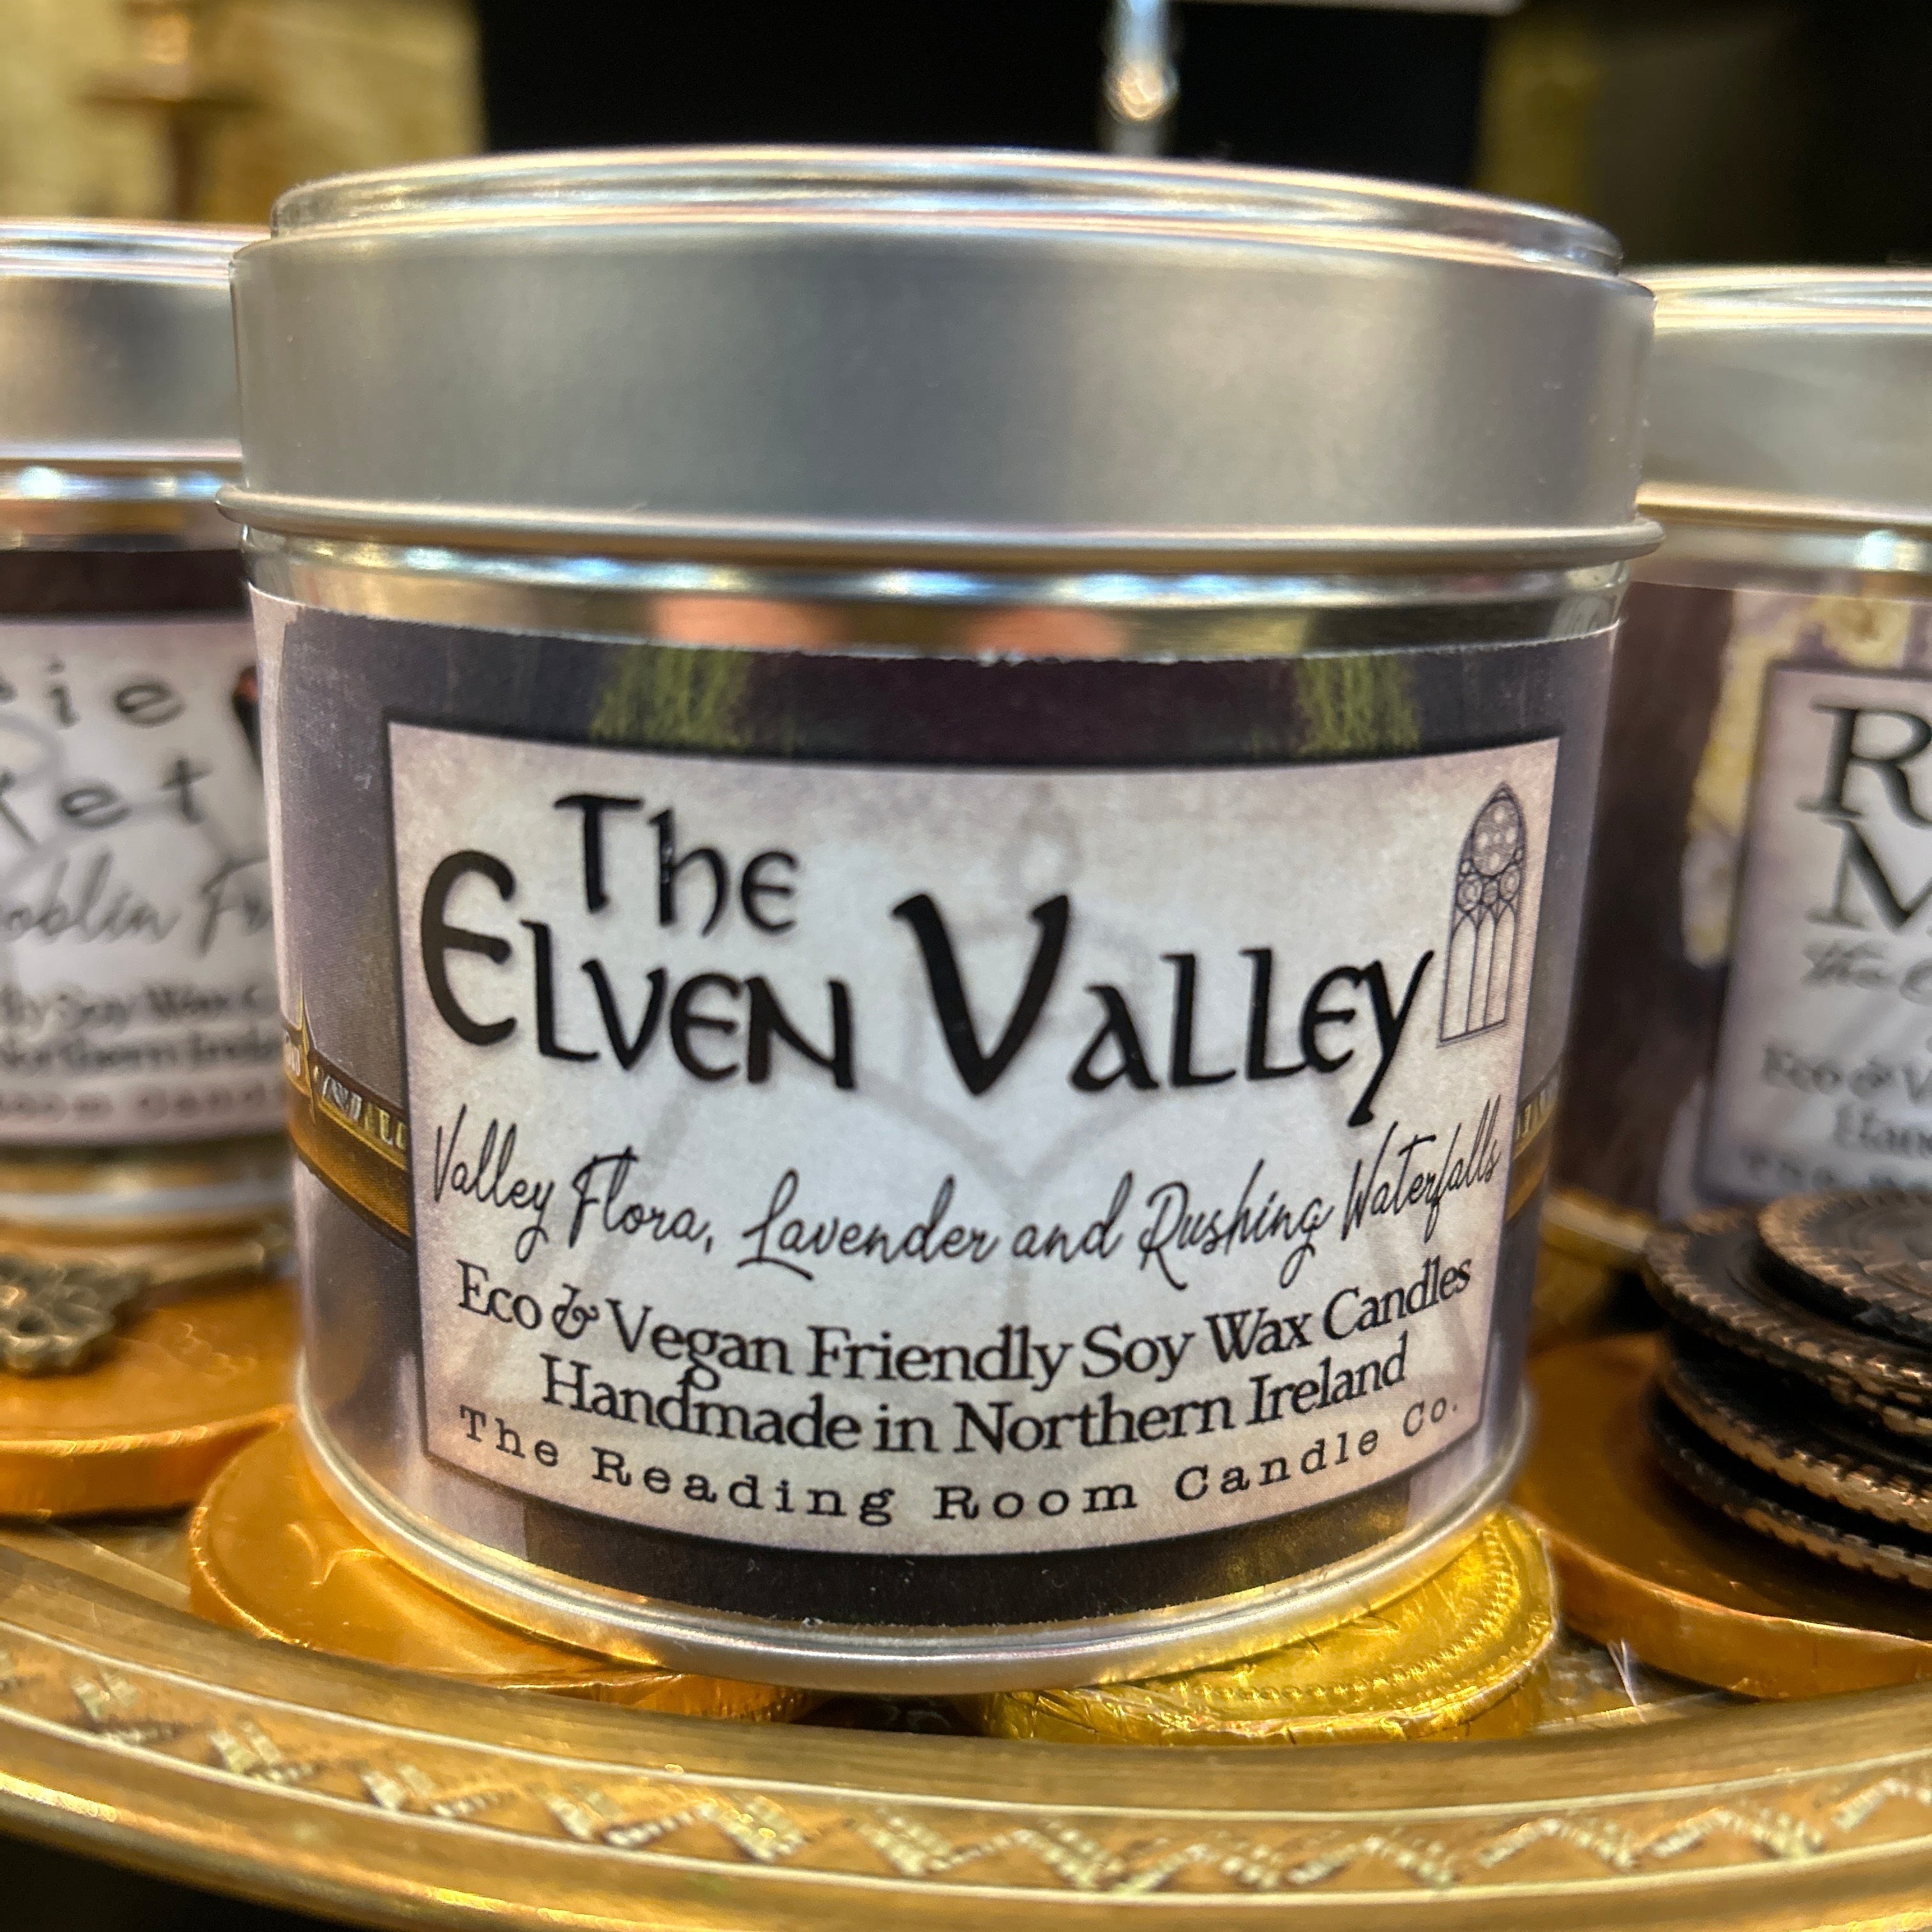 The
Elven Valley
Valley Flora, Lavender and Rushing Waterfalls
Eco & Vegan Friendly Soy Wax Candles
Handmade in Northern Ireland
The Reading Room Candle Co.